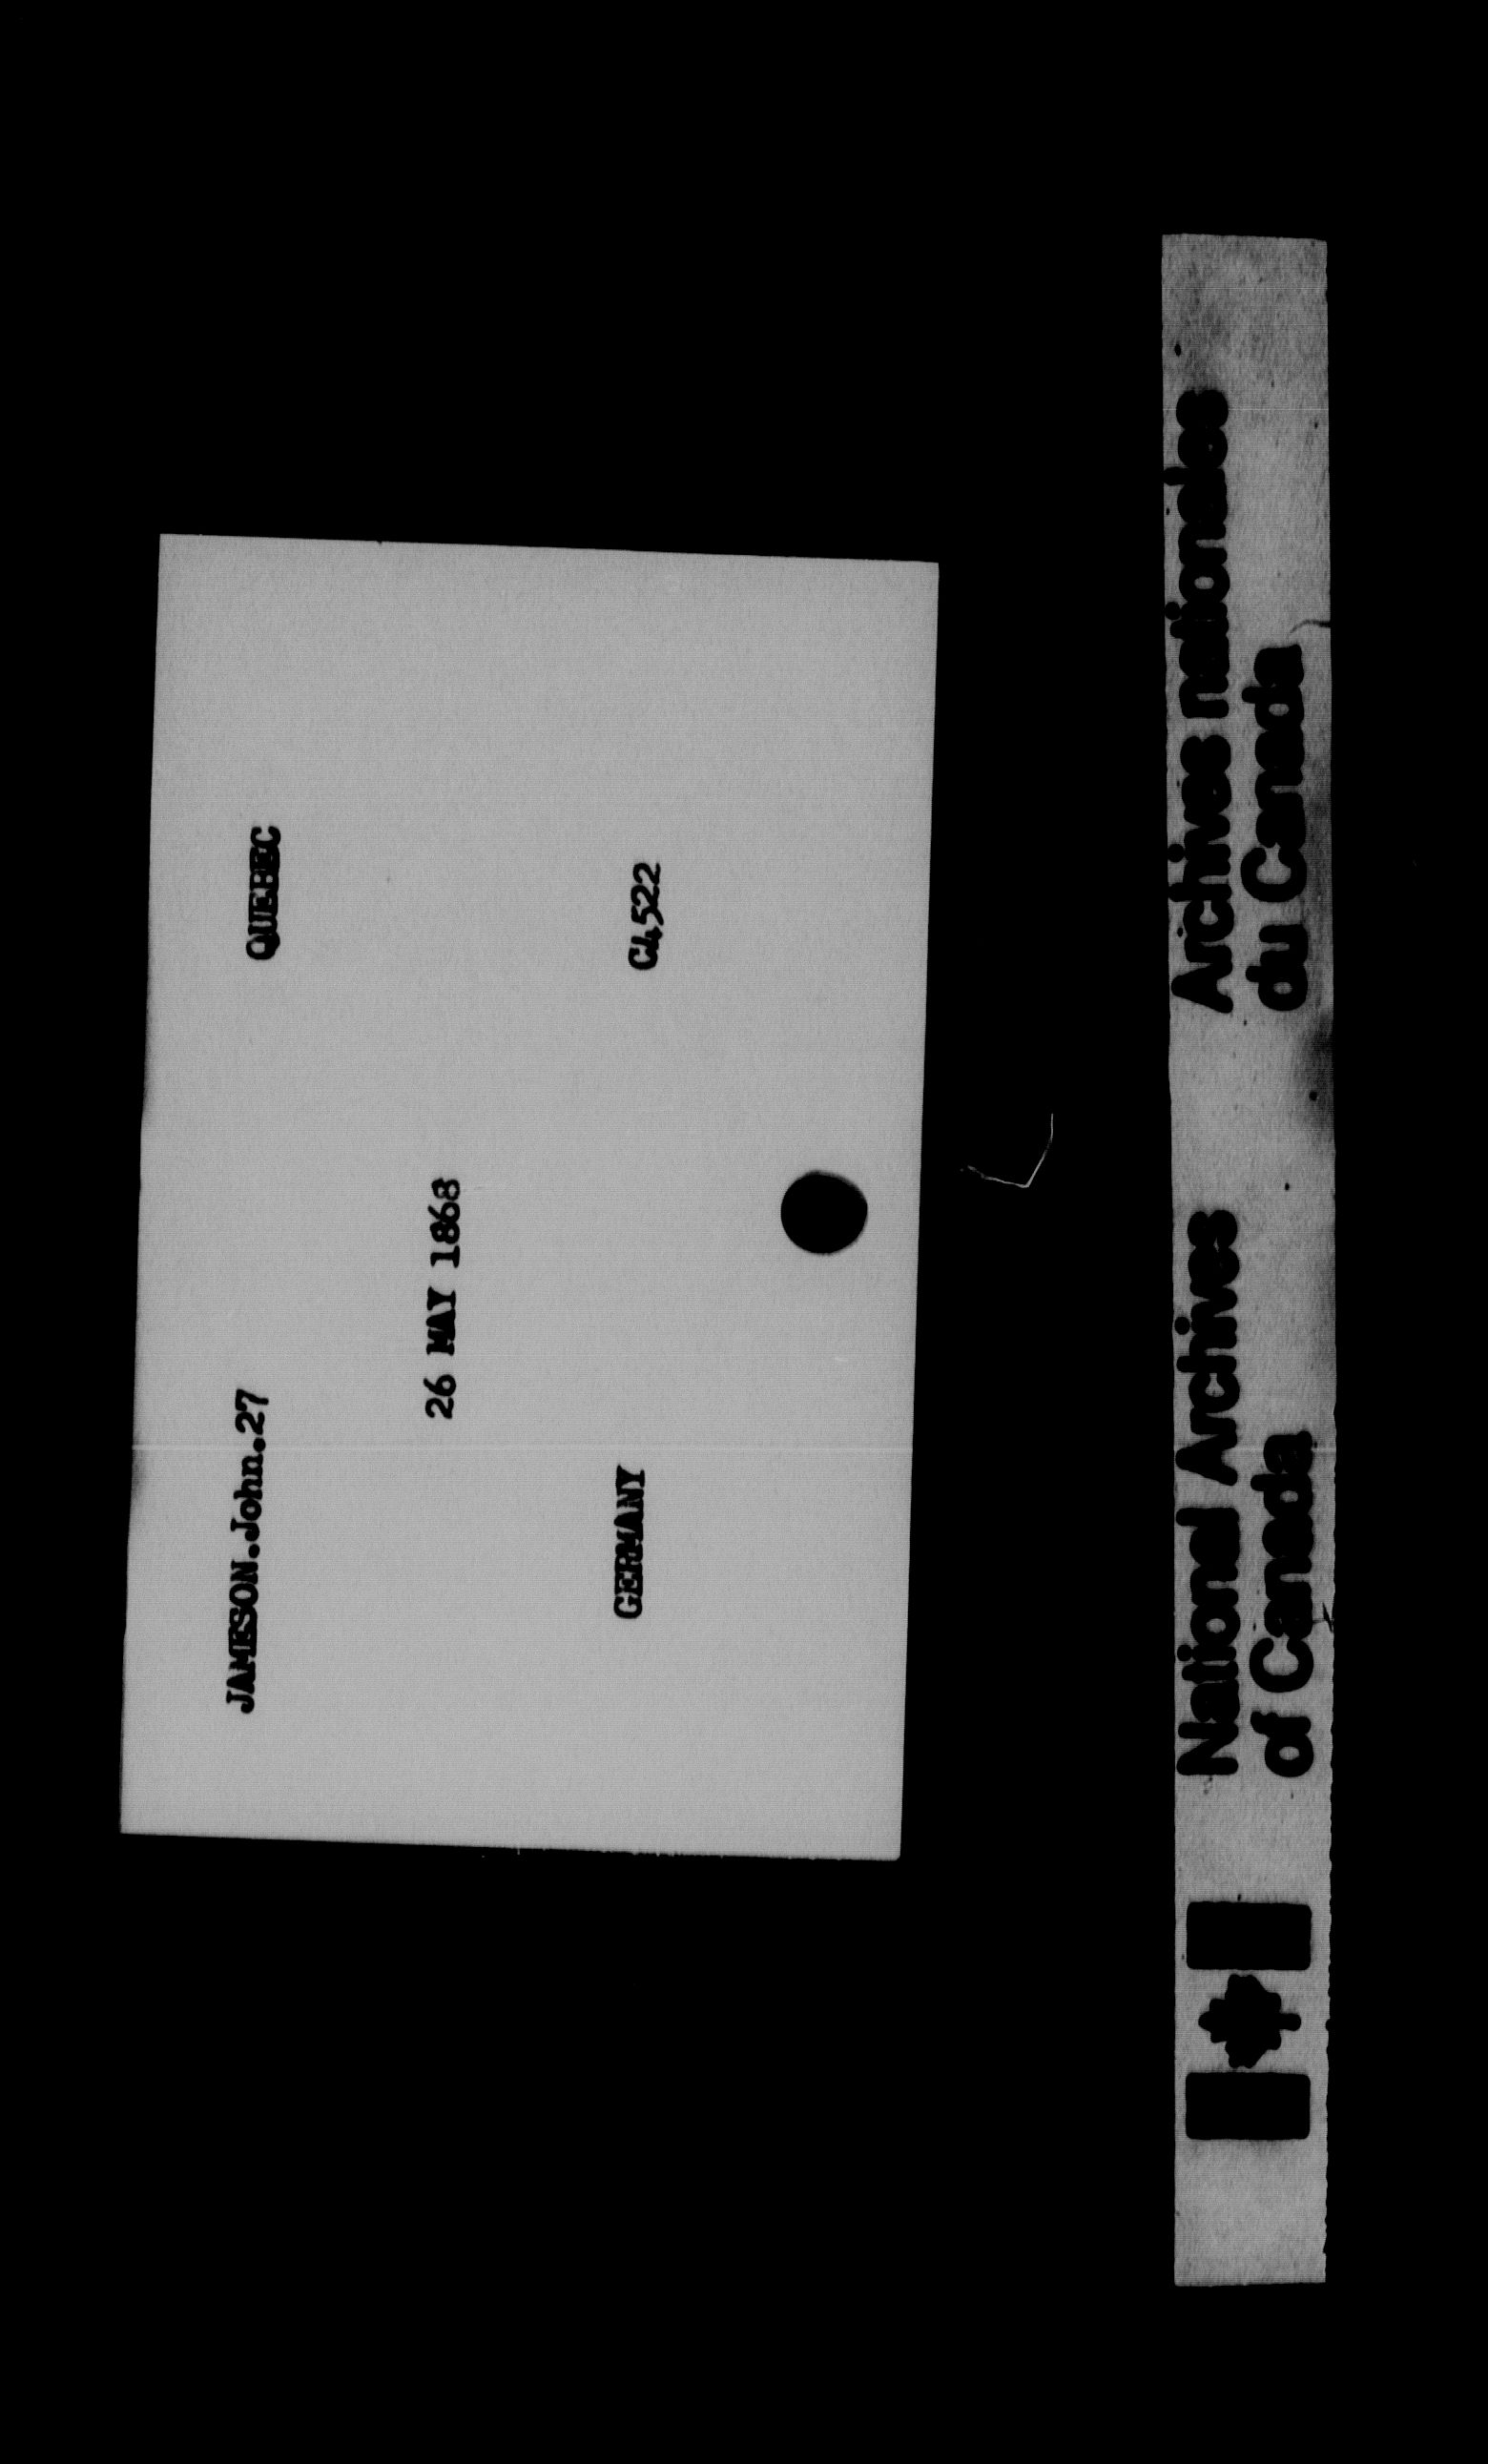 JAMESON.John.27 QUEBEC
26 MAY 1868
GERMANY C4522
National Archives Archives nationales
of Canada du Canada